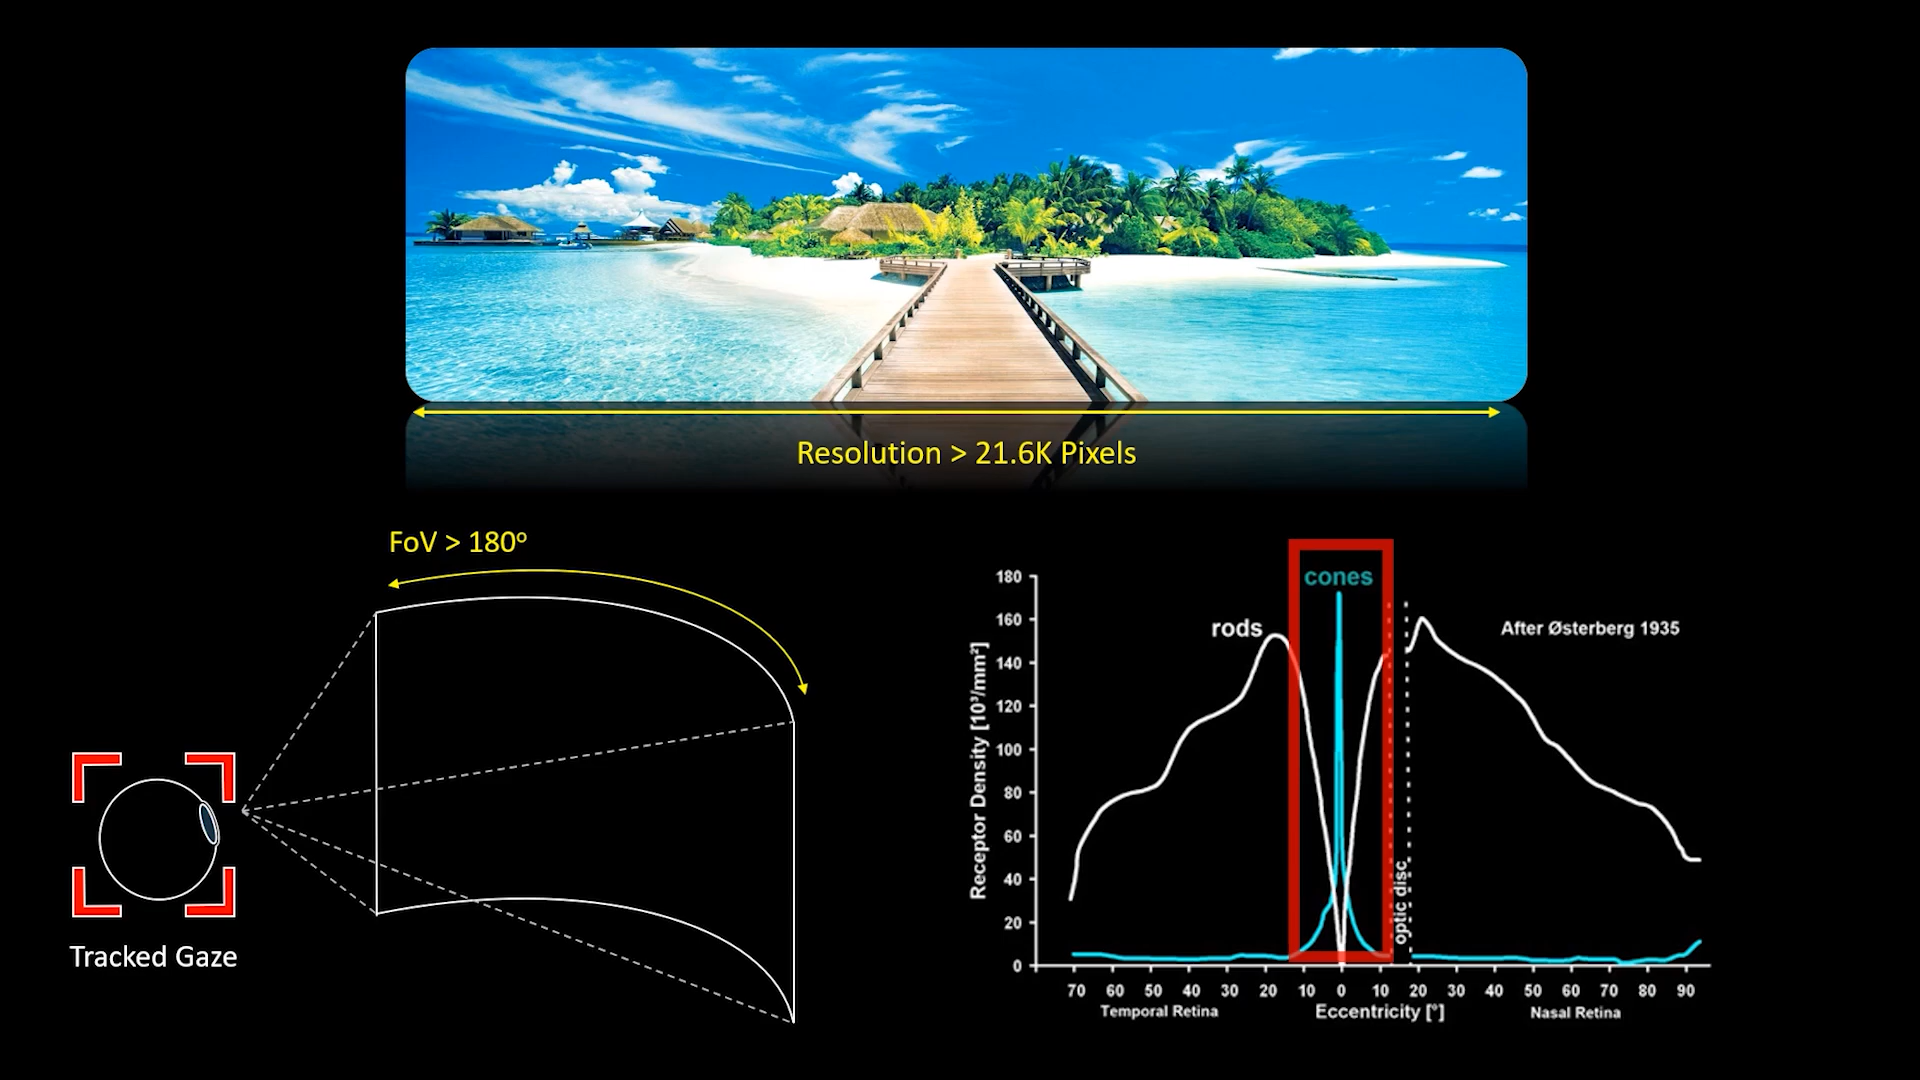 Resolution > 21.6K Pixels
FoV > 180°
Tracked Gaze
cones
rods
After Østerberg 1935
Receptor Density [10³/mm²]
180
160
140
120
100
80
60
40
20
0
optic disc
70 60 50 40 30 20 10 0 10 20 30 40 50 60 70 80 90
Temporal Retina
Eccentricity [°]
Nasal Retina